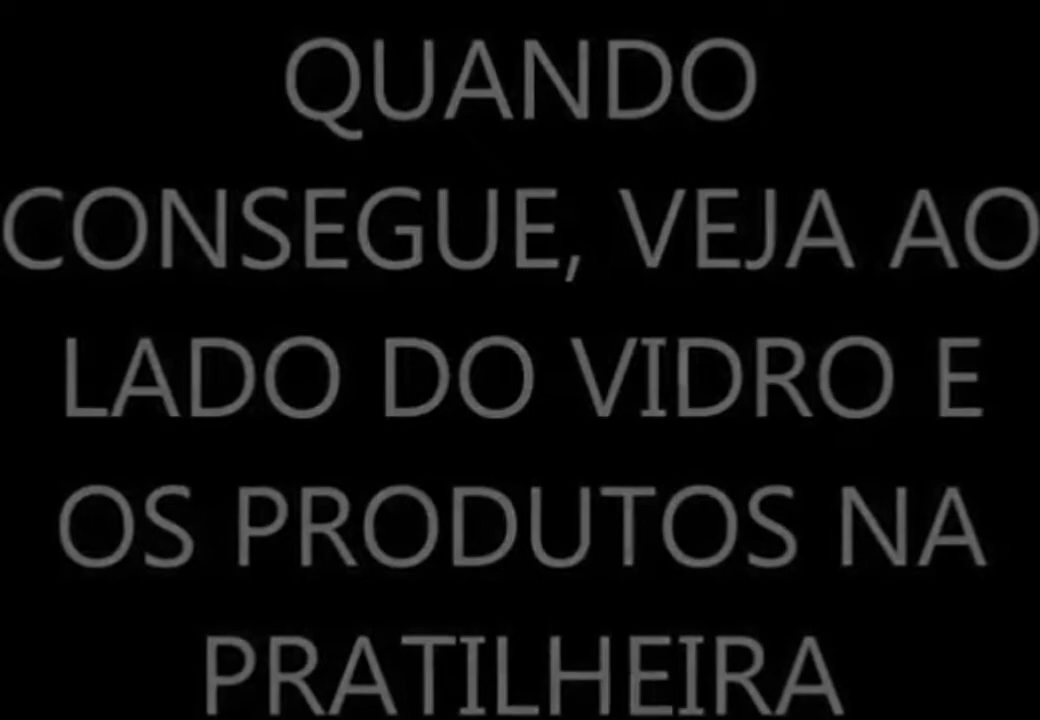 QUANDO
CONSEGUE, VEJA AO
LADO DO VIDRO E
OS PRODUTOS NA
PRATILHEIRA